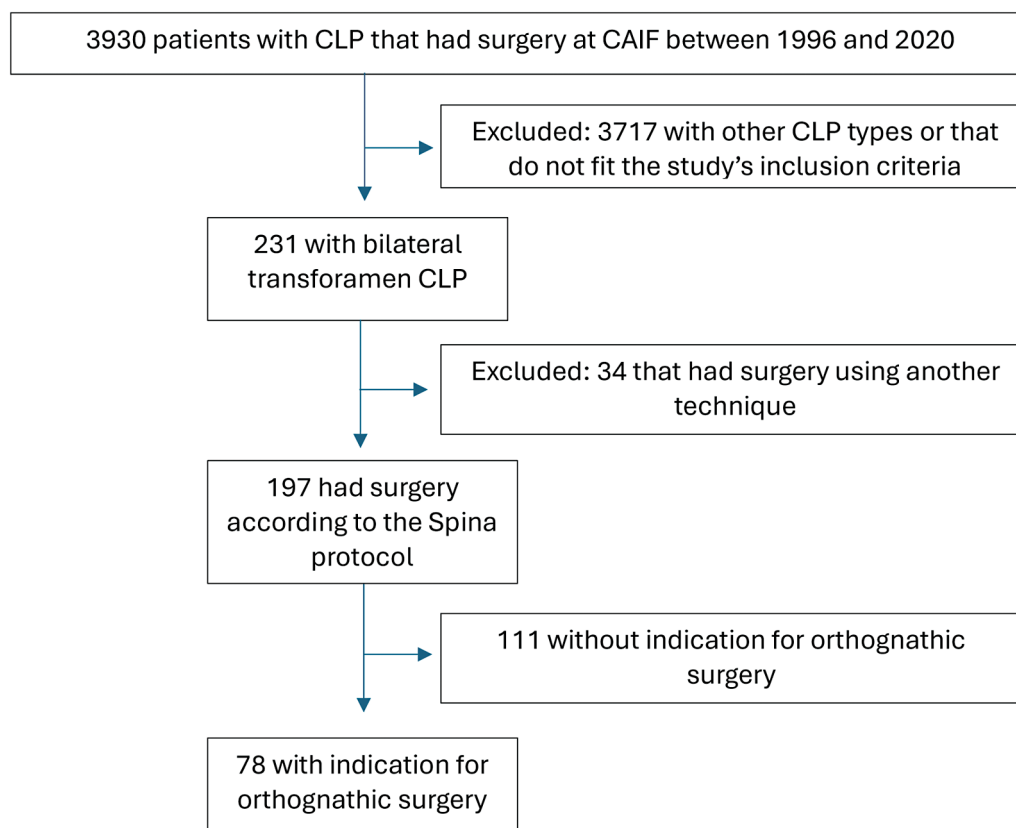 3930 patients with CLP that had surgery at CAIF between 1996 and 2020
Excluded: 3717 with other CLP types or that
do not fit the study’s inclusion criteria
231 with bilateral
transforamen CLP
Excluded: 34 that had surgery using another
technique
197 had surgery
according to the Spina
protocol
111 without indication for orthognathic
surgery
78 with indication for
orthognathic surgery